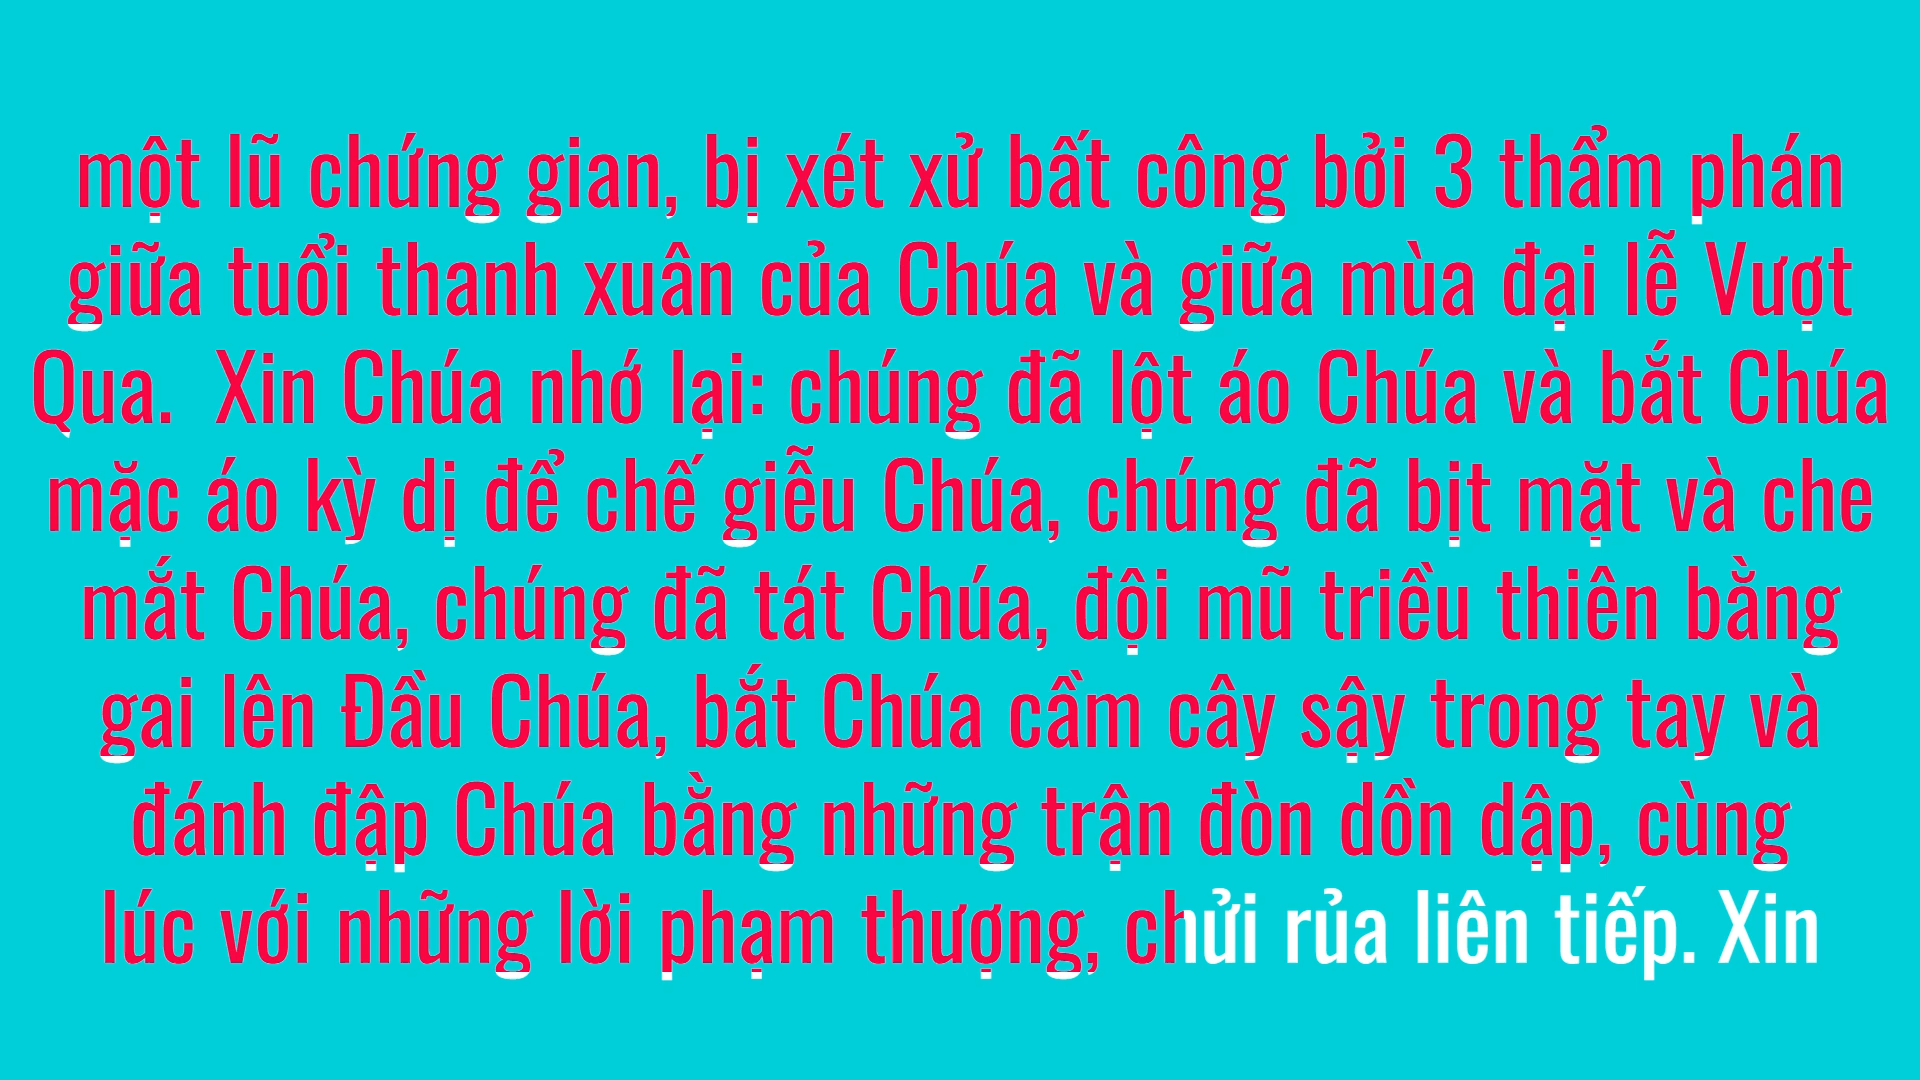 một lũ chứng gian, bị xét xử bất công bởi 3 thẩm phán
giữa tuổi thanh xuân của Chúa và giữa mùa đại lễ Vượt
Qua.  Xin Chúa nhớ lại: chúng đã lột áo Chúa và bắt Chúa
mặc áo kỳ dị để chế giễu Chúa, chúng đã bịt mặt và che
mắt Chúa, chúng đã tát Chúa, đội mũ triều thiên bằng
gai lên Đầu Chúa, bắt Chúa cầm cây sậy trong tay và
đánh đập Chúa bằng những trận đòn dồn dập, cùng
lúc với những lời phạm thượng, chửi rủa liên tiếp. Xin